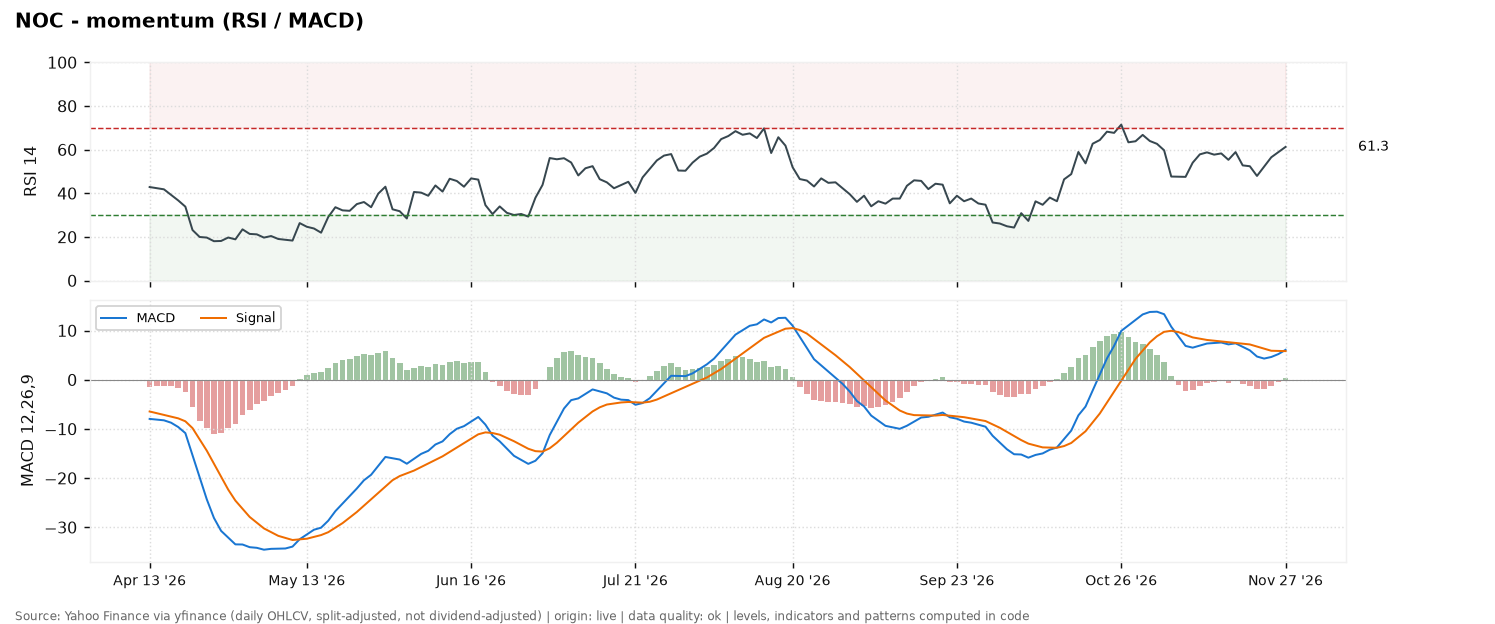 NOC - momentum (RSI / MACD)
100
80
60
40
20
0
RSI 14
61.3
MACD
Signal
10
0
−10
−20
−30
MACD 12,26,9
Apr 13 '26
May 13 '26
Jun 16 '26
Jul 21 '26
Aug 20 '26
Sep 23 '26
Oct 26 '26
Nov 27 '26
Source: Yahoo Finance via yfinance (daily OHLCV, split-adjusted, not dividend-adjusted) | origin: live | data quality: ok | levels, indicators and patterns computed in code